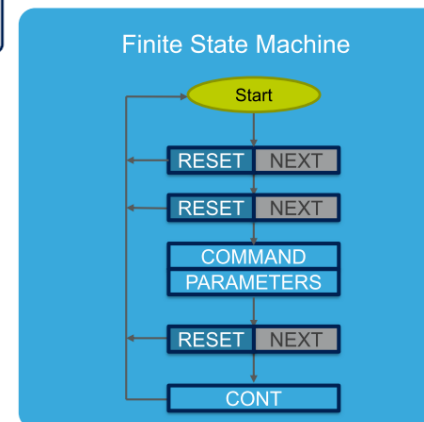 Finite State Machine
Start
RESET NEXT
RESET NEXT
COMMAND
PARAMETERS
RESET NEXT
CONT